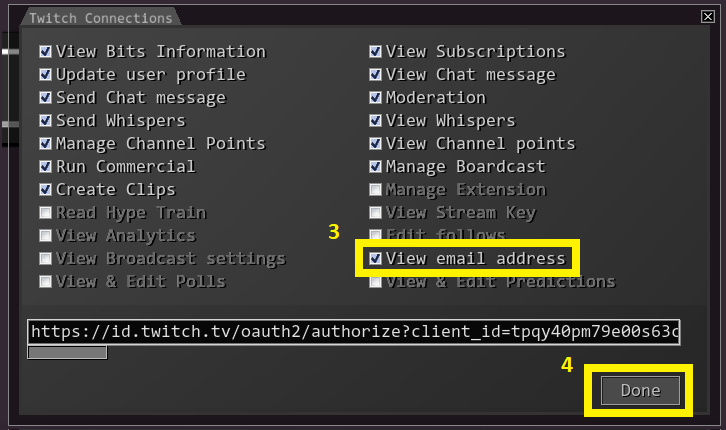 Twitch Connections
View Bits Information
Update user profile
Send Chat message
Send Whispers
Manage Channel Points
Run Commercial
Create Clips
Read Hype Train
View Analytics
View Broadcast settings
View & Edit Polls
View Subscriptions
View Chat message
Moderation
View Whispers
View Channel points
Manage Boardcast
Manage Extension
View Stream Key
Edit follows
3
View email address
View & Edit Predictions
https://id.twitch.tv/oauth2/authorize?client_id=tpqy40pm79e00s63c
4
Done